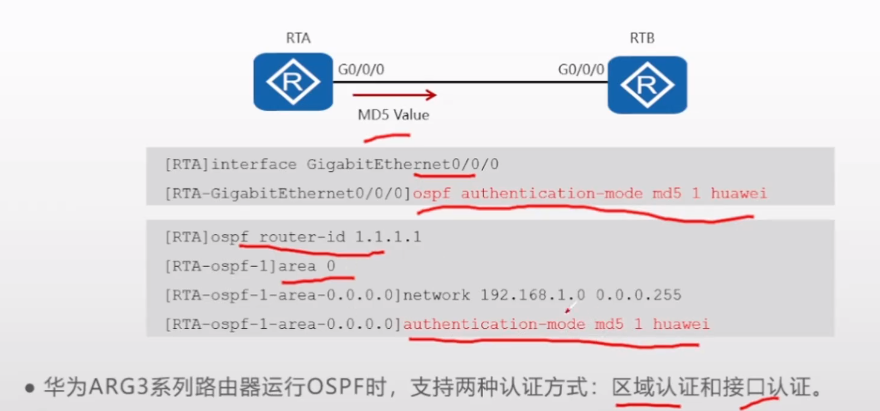 RTA
RTB
G0/0/0
G0/0/0
R
R
MD5 Value
[RTA]interface GigabitEthernet0/0/0
[RTA-GigabitEthernet0/0/0]ospf authentication-mode md5 1 huawei
[RTA]ospf router-id 1.1.1.1
[RTA-ospf-1]area 0
[RTA-ospf-1-area-0.0.0.0]network 192.168.1.0 0.0.0.255
[RTA-ospf-1-area-0.0.0.0]authentication-mode md5 1 huawei
● 华为ARG3系列路由器运行OSPF时，支持两种认证方式：区域认证和接口认证。